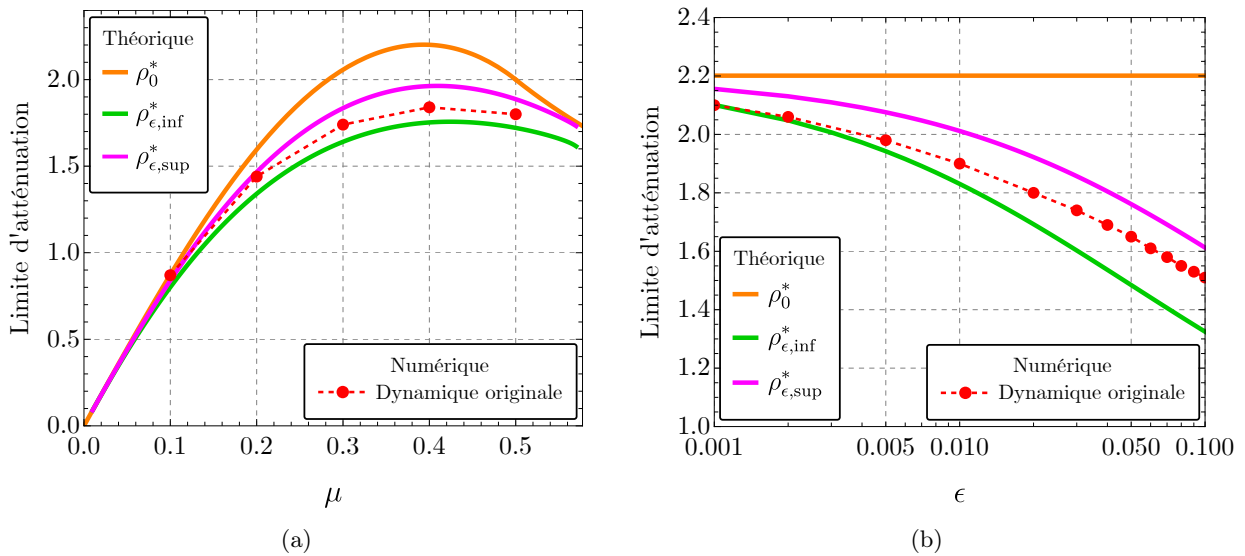 Limite d'atténuation
2.0
1.5
1.0
0.5
0.0
Théorique
ρ₀*
ρ*ϵ,inf
ρ*ϵ,sup
Numérique
Dynamique originale
0.0 0.1 0.2 0.3 0.4 0.5
μ
(a)
Limite d'atténuation
2.4
2.2
2.0
1.8
1.6
1.4
1.2
1.0
Théorique
ρ₀*
ρ*ϵ,inf
ρ*ϵ,sup
Numérique
Dynamique originale
0.001 0.005 0.010 0.050 0.100
ϵ
(b)